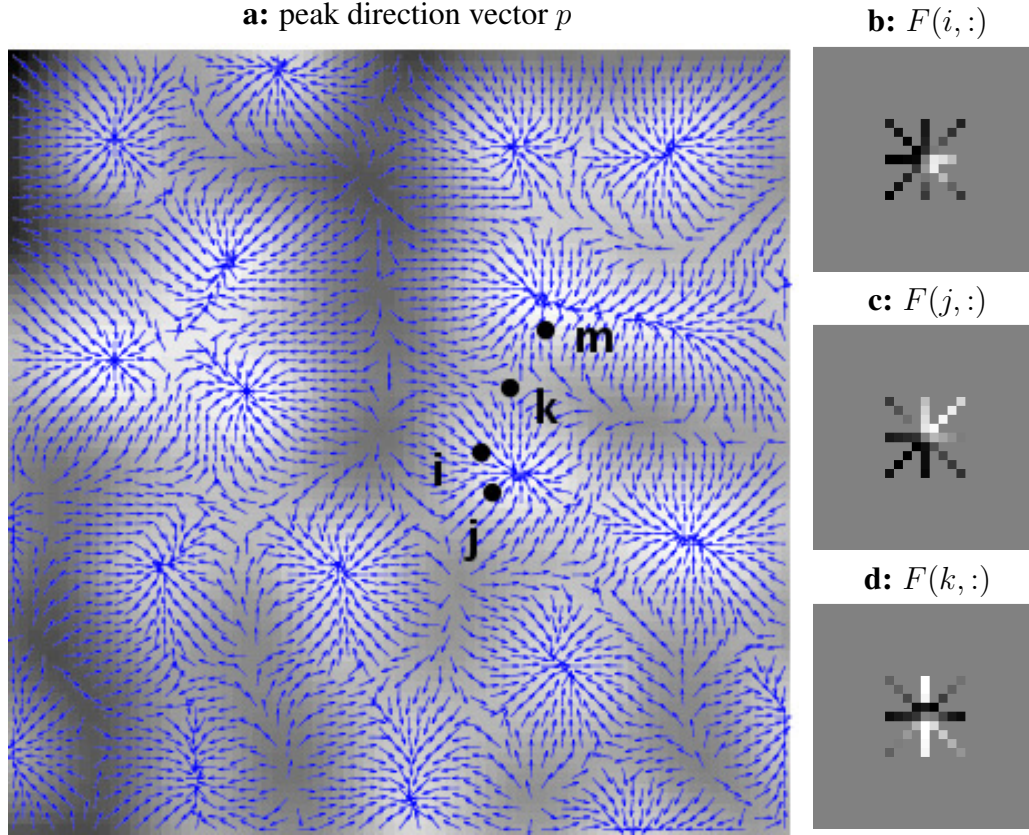 a: peak direction vector p
b: F(i,:)
m
k
i
j
c: F(j,:)
d: F(k,:)